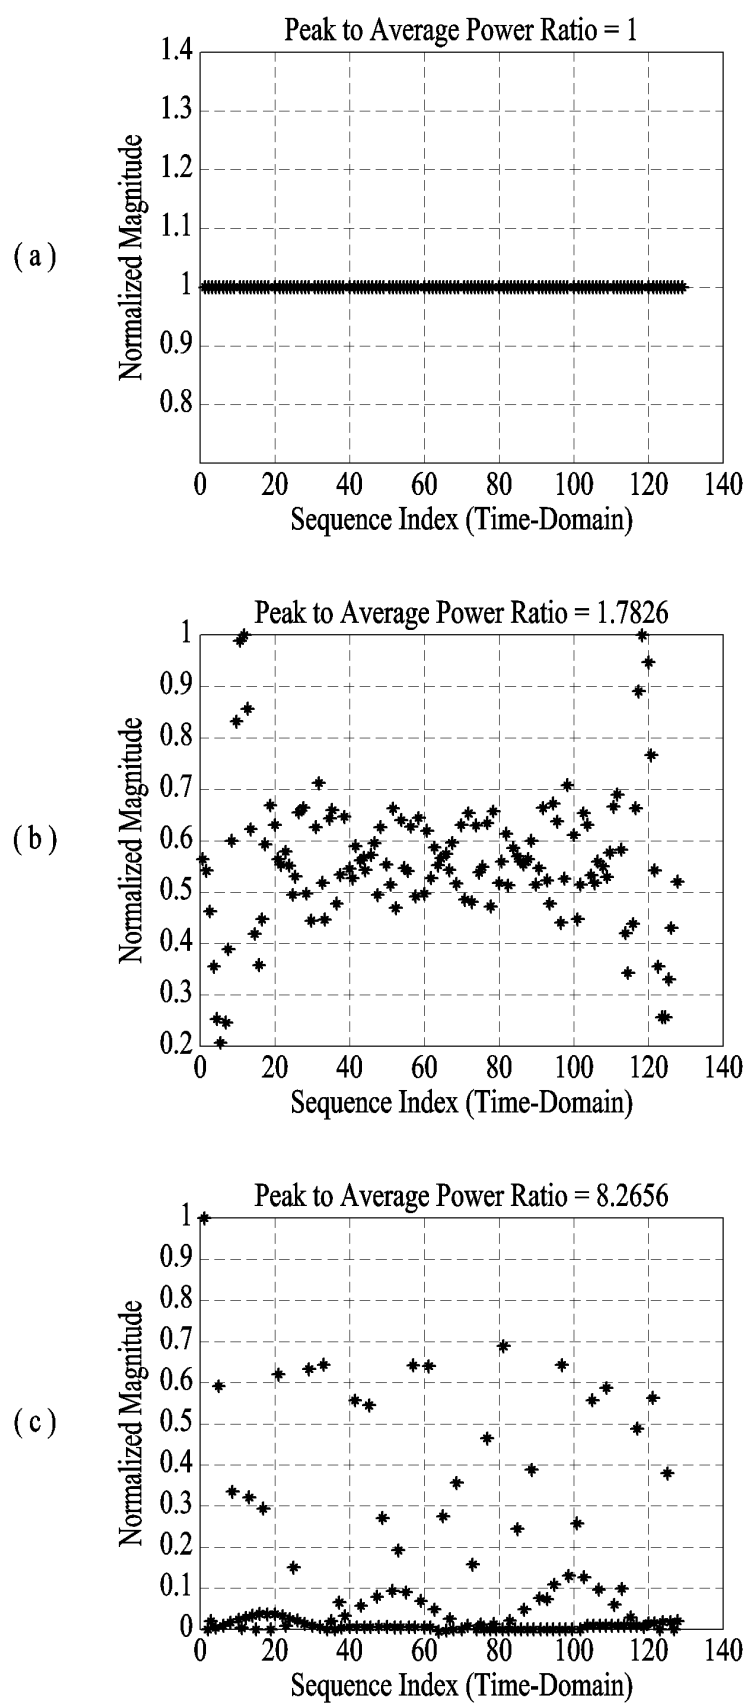 Peak to Average Power Ratio = 1
1.4
1.3
1.2
1.1
1
0.9
0.8
Normalized Magnitude
( a )
0 20 40 60 80 100 120 140
Sequence Index (Time-Domain)
Peak to Average Power Ratio = 1.7826
1
0.9
0.8
0.7
0.6
0.5
0.4
0.3
0.2
Normalized Magnitude
( b )
0 20 40 60 80 100 120 140
Sequence Index (Time-Domain)
Peak to Average Power Ratio = 8.2656
1
0.9
0.8
0.7
0.6
0.5
0.4
0.3
0.2
0.1
0
Normalized Magnitude
( c )
0 20 40 60 80 100 120 140
Sequence Index (Time-Domain)